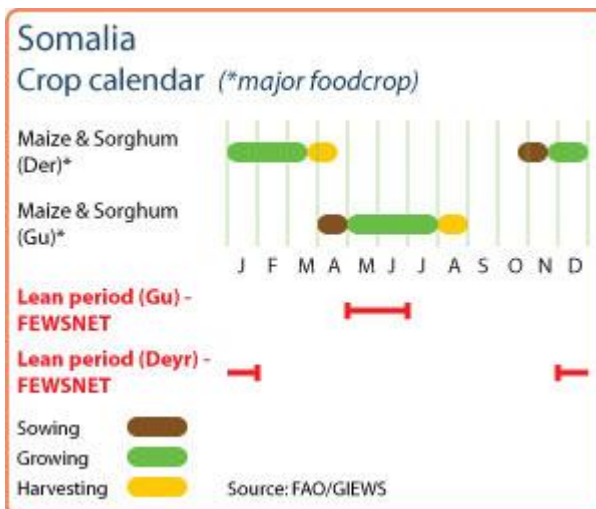 Somalia
Crop calendar (*major foodcrop)
Maize & Sorghum
(Der)*
Maize & Sorghum
(Gu)*
J F M A M J J A S O N D
Lean period (Gu) -
FEWSNET
Lean period (Deyr) -
FEWSNET
Sowing
Growing
Harvesting
Source: FAO/GIEWS